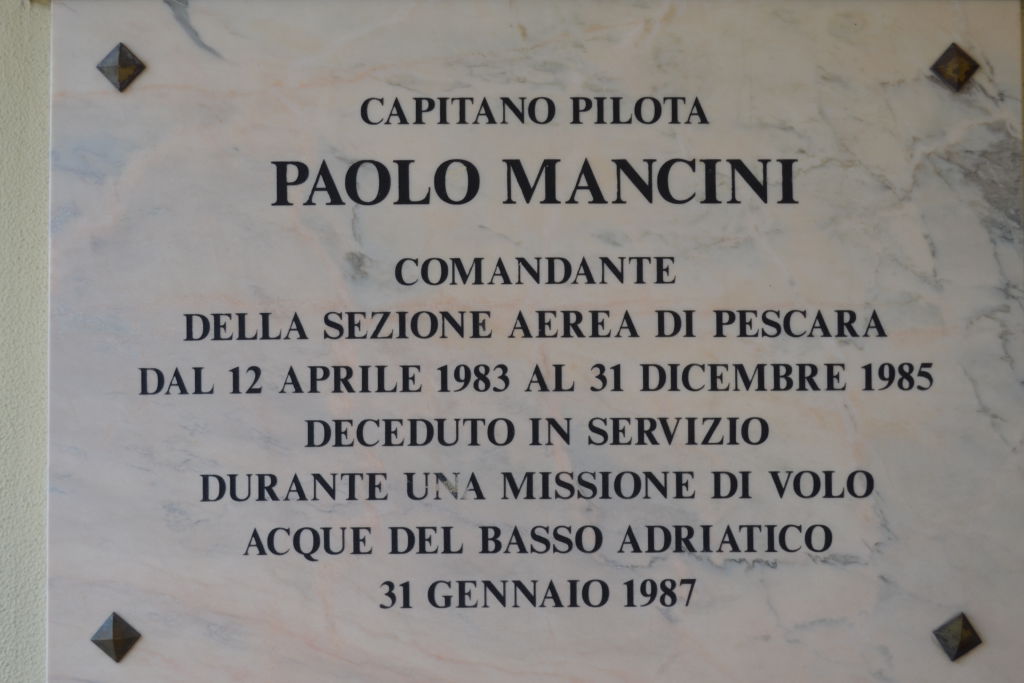 CAPITANO PILOTA
PAOLO MANCINI
COMANDANTE
DELLA SEZIONE AEREA DI PESCARA
DAL 12 APRILE 1983 AL 31 DICEMBRE 1985
DECEDUTO IN SERVIZIO
DURANTE UNA MISSIONE DI VOLO
ACQUE DEL BASSO ADRIATICO
31 GENNAIO 1987